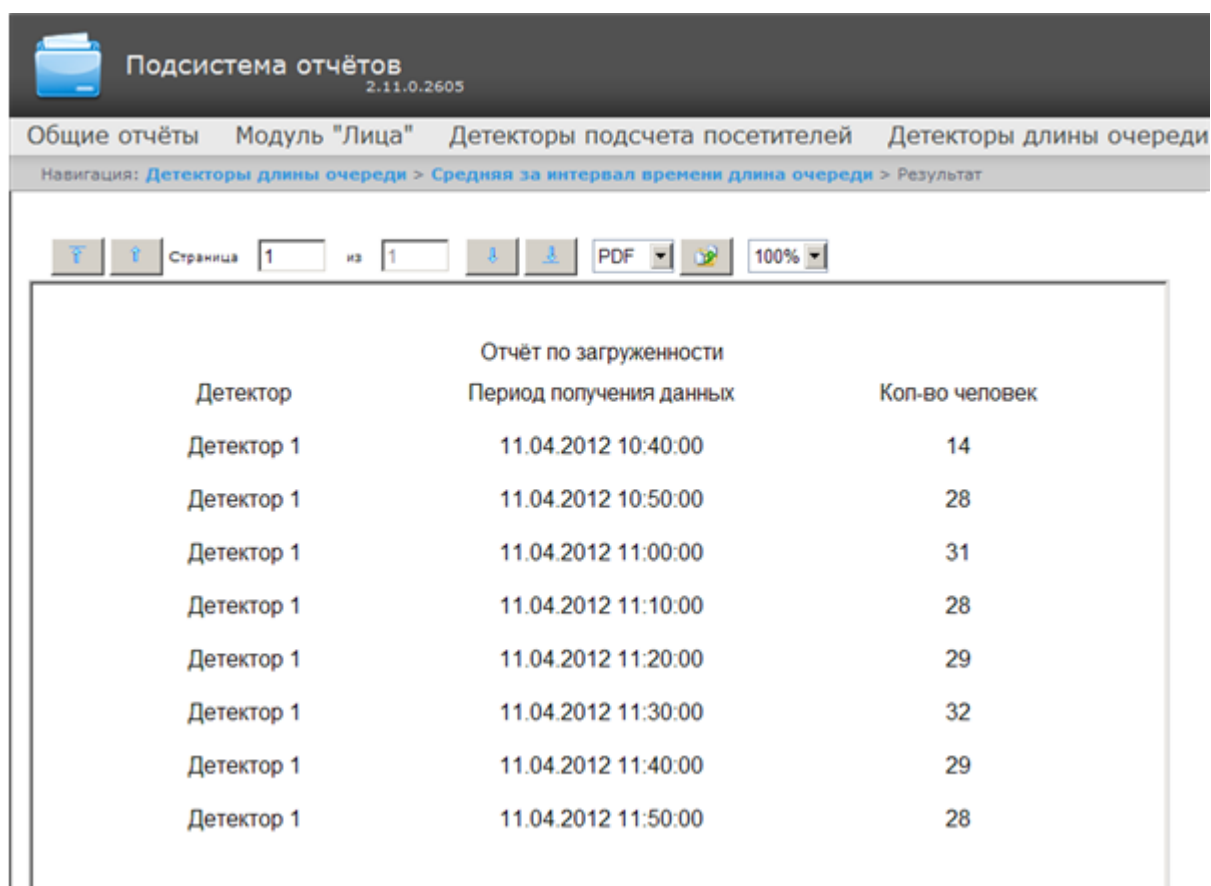 Подсистема отчётов
2.11.0.2605
Общие отчёты Модуль "Лица" Детекторы подсчета посетителей Детекторы длины очереди
Навигация: Детекторы длины очереди > Средняя за интервал времени длина очереди > Результат
Страница 1 из 1 PDF 100%
Отчёт по загруженности
Детектор Период получения данных Кол-во человек
Детектор 1 11.04.2012 10:40:00 14
Детектор 1 11.04.2012 10:50:00 28
Детектор 1 11.04.2012 11:00:00 31
Детектор 1 11.04.2012 11:10:00 28
Детектор 1 11.04.2012 11:20:00 29
Детектор 1 11.04.2012 11:30:00 32
Детектор 1 11.04.2012 11:40:00 29
Детектор 1 11.04.2012 11:50:00 28